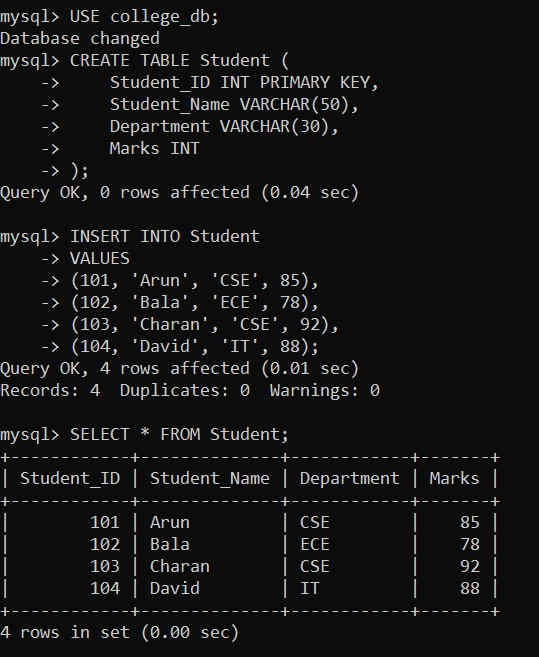 mysql> USE college_db;
Database changed
mysql> CREATE TABLE Student (
    ->     Student_ID INT PRIMARY KEY,
    ->     Student_Name VARCHAR(50),
    ->     Department VARCHAR(30),
    ->     Marks INT
    -> );
Query OK, 0 rows affected (0.04 sec)

mysql> INSERT INTO Student
    -> VALUES
    -> (101, 'Arun', 'CSE', 85),
    -> (102, 'Bala', 'ECE', 78),
    -> (103, 'Charan', 'CSE', 92),
    -> (104, 'David', 'IT', 88);
Query OK, 4 rows affected (0.01 sec)
Records: 4  Duplicates: 0  Warnings: 0

mysql> SELECT * FROM Student;
+------------+--------------+------------+-------+
| Student_ID | Student_Name | Department | Marks |
+------------+--------------+------------+-------+
|        101 | Arun         | CSE        |    85 |
|        102 | Bala         | ECE        |    78 |
|        103 | Charan       | CSE        |    92 |
|        104 | David        | IT         |    88 |
+------------+--------------+------------+-------+
4 rows in set (0.00 sec)